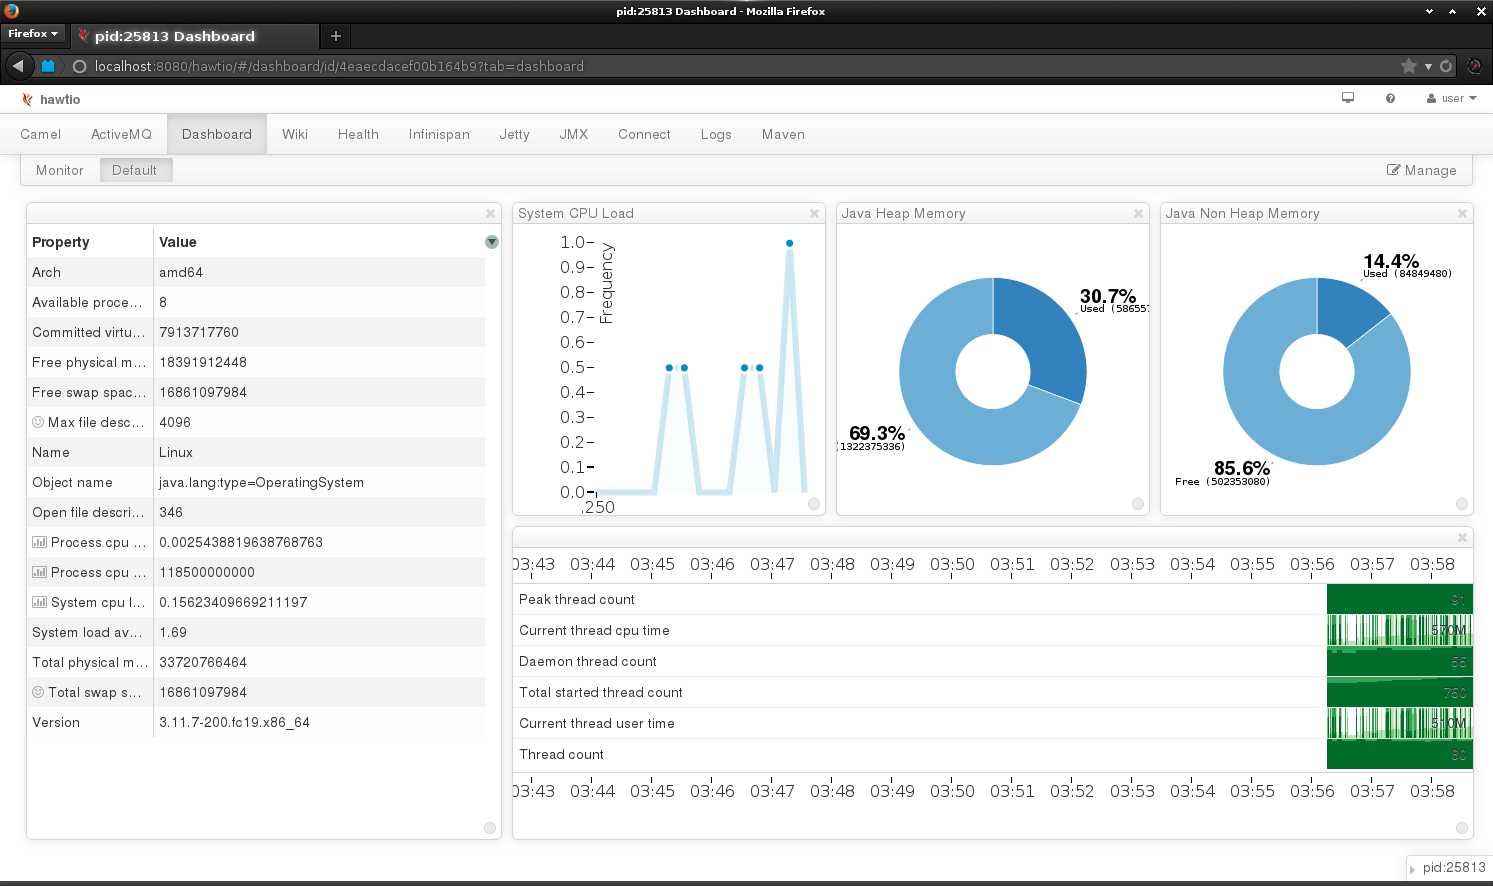 pid:25813 Dashboard - Mozilla Firefox
Firefox
pid:25813 Dashboard
localhost:8080/hawtio/#/dashboard/id/4eaecdacef00b164b9?tab=dashboard
hawtio
user
Camel ActiveMQ Dashboard Wiki Health Infinispan Jetty JMX Connect Logs Maven
Monitor Default Manage
Property Value
Arch amd64
Available proce... 8
Committed virtu... 7913717760
Free physical m... 18391912448
Free swap spac... 16861097984
Max file desc... 4096
Name Linux
Object name java.lang:type=OperatingSystem
Open file descri... 346
Process cpu ... 0.0025438819638768763
Process cpu ... 118500000000
System cpu l... 0.15623409669211197
System load av... 1.69
Total physical m... 33720766464
Total swap s... 16861097984
Version 3.11.7-200.fc19.x86_64
System CPU Load
Frequency
1.0
0.9
0.8
0.7
0.6
0.5
0.4
0.3
0.2
0.1
0.0
.250
Java Heap Memory
30.7%
Used (586557
69.3%
(1322375336)
Java Non Heap Memory
14.4%
Used (84849480)
85.6%
Free (502353080)
03:43 03:44 03:45 03:46 03:47 03:48 03:49 03:50 03:51 03:52 03:53 03:54 03:55 03:56 03:57 03:58
Peak thread count 91
Current thread cpu time 570M
Daemon thread count 55
Total started thread count 750
Current thread user time 510M
Thread count 80
03:43 03:44 03:45 03:46 03:47 03:48 03:49 03:50 03:51 03:52 03:53 03:54 03:55 03:56 03:57 03:58
pid:25813